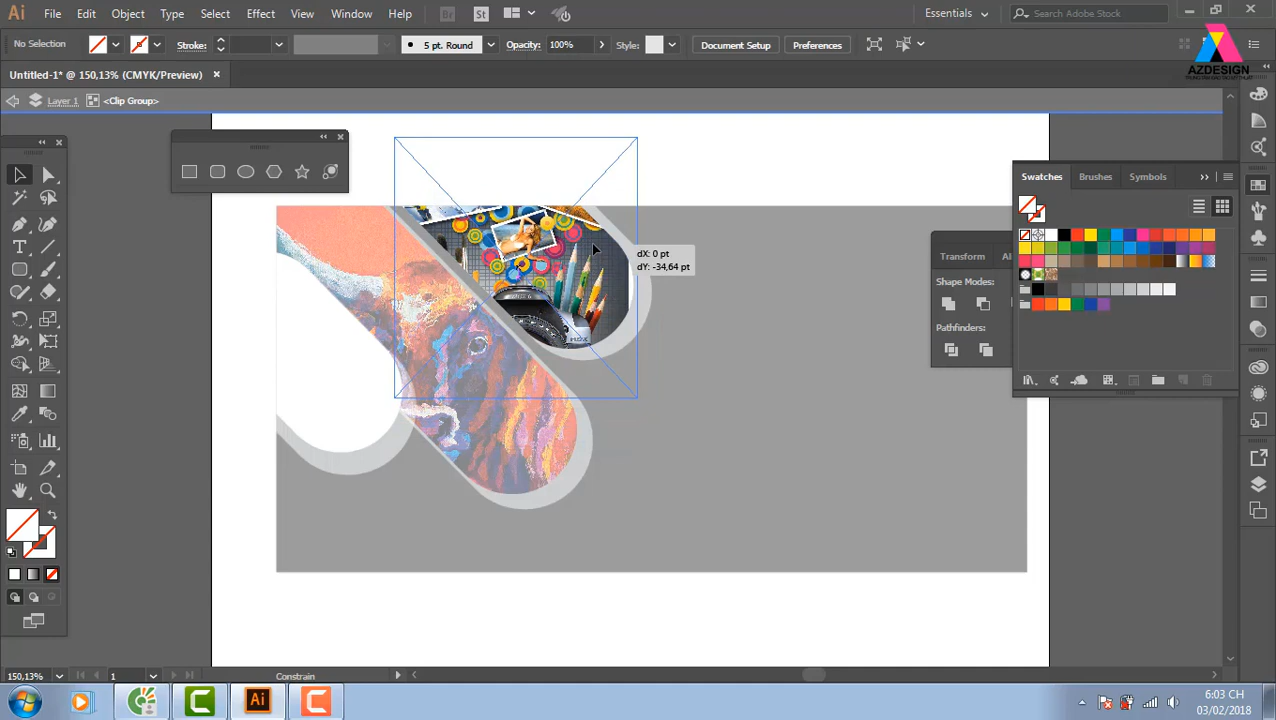 Ai File Edit Object Type Select Effect View Window Help Br St Essentials Search Adobe Stock
No Selection Stroke: 5 pt. Round Opacity: 100% Style: Document Setup Preferences
AZDESIGN
Untitled-1* @ 150,13% (CMYK/Preview) ×
Layer 1 <Clip Group>
Swatches Brushes Symbols
dX: 0 pt
dY: -34,64 pt
Transform
Shape Modes:
Pathfinders:
150,13% 1 Constrain
Ai
6:03 CH
03/02/2018